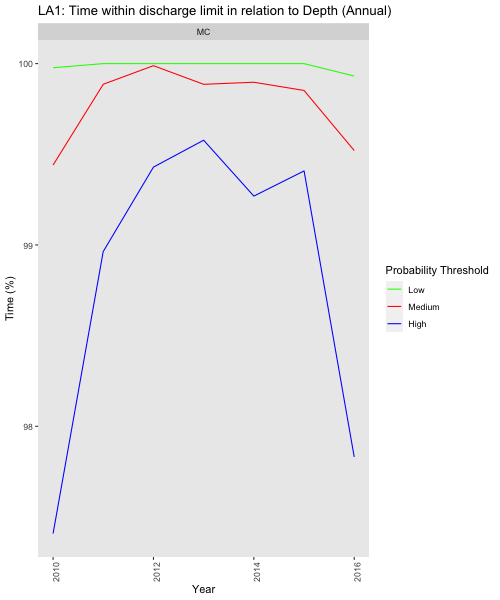 LA1: Time within discharge limit in relation to Depth (Annual)
MC
100
99
98
Time (%)
2010
2012
2014
2016
Year
Probability Threshold
Low
Medium
High